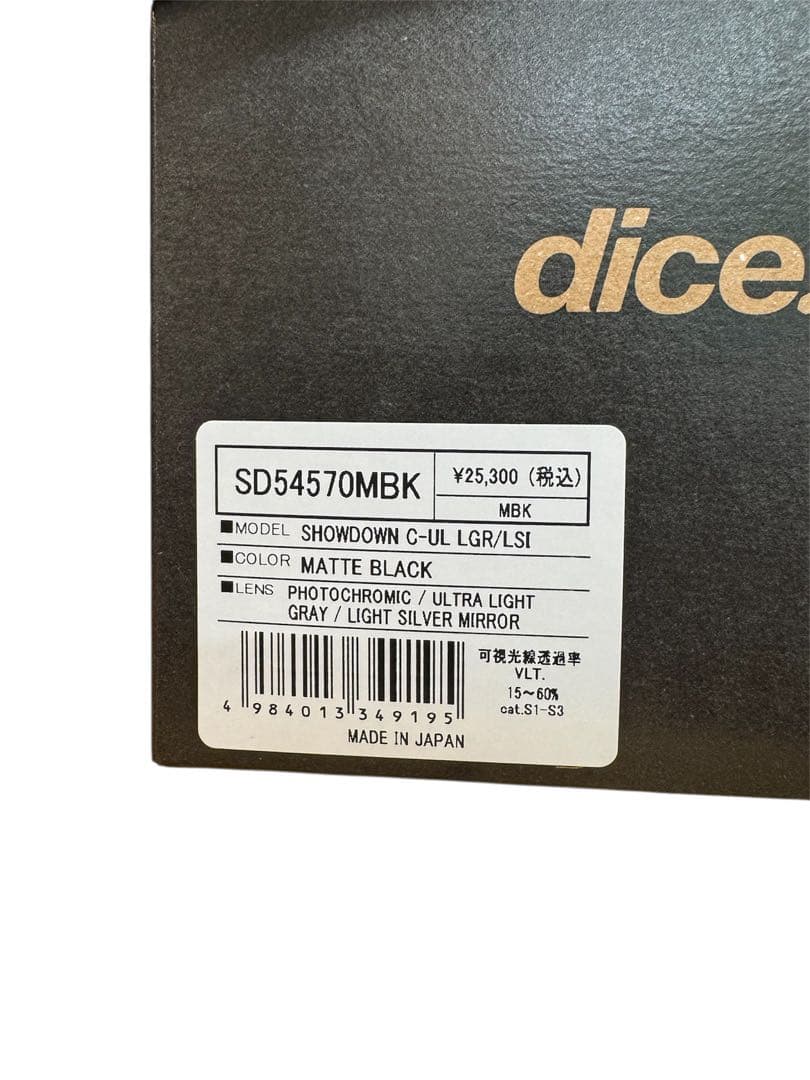 dice.
SD54570MBK
¥25,300 (税込)
MBK
■MODEL SHOWDOWN C-UL LGR/LSI
■COLOR MATTE BLACK
■LENS PHOTOCHROMIC / ULTRA LIGHT
GRAY / LIGHT SILVER MIRROR
可視光線透過率
VLT.
15～60%
cat.S1-S3
4 984013 349195
MADE IN JAPAN